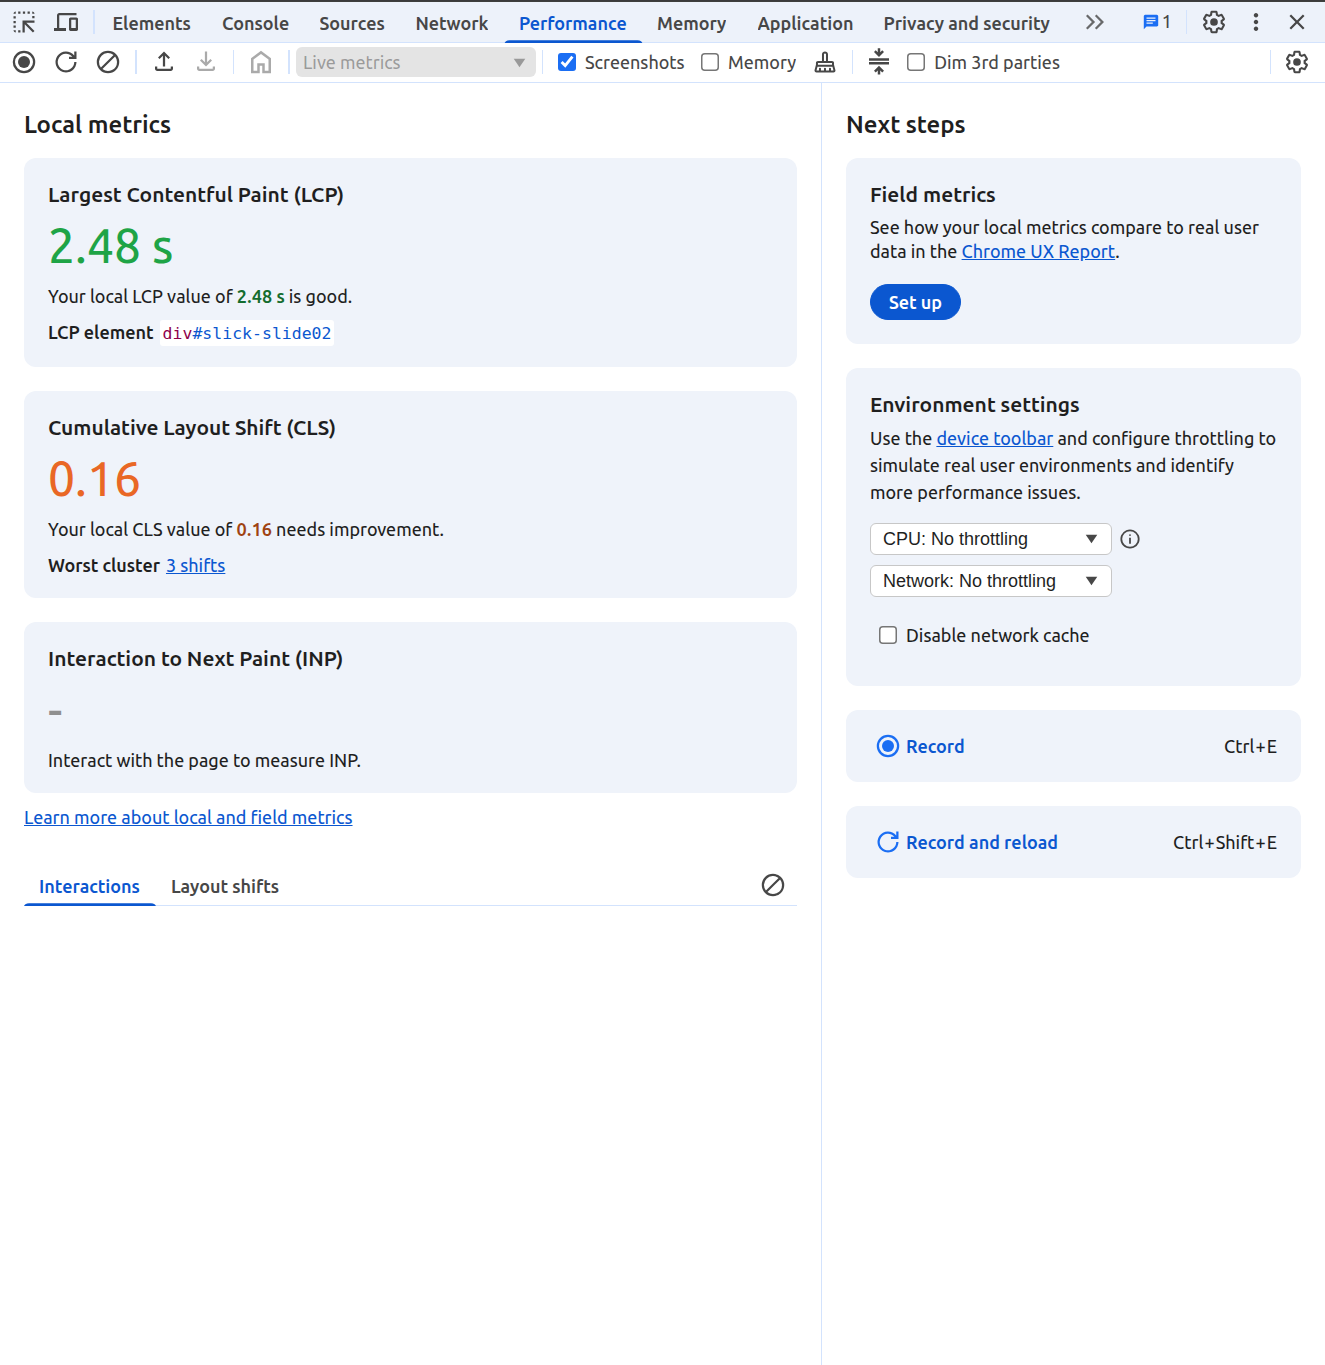 Elements Console Sources Network Performance Memory Application Privacy and security 1
Live metrics Screenshots Memory Dim 3rd parties
Local metrics
Largest Contentful Paint (LCP)
2.48 s
Your local LCP value of 2.48 s is good.
LCP element div#slick-slide02
Cumulative Layout Shift (CLS)
0.16
Your local CLS value of 0.16 needs improvement.
Worst cluster 3 shifts
Interaction to Next Paint (INP)
-
Interact with the page to measure INP.
Learn more about local and field metrics
Interactions Layout shifts
Next steps
Field metrics
See how your local metrics compare to real user
data in the Chrome UX Report.
Set up
Environment settings
Use the device toolbar and configure throttling to
simulate real user environments and identify
more performance issues.
CPU: No throttling
Network: No throttling
Disable network cache
Record Ctrl+E
Record and reload Ctrl+Shift+E